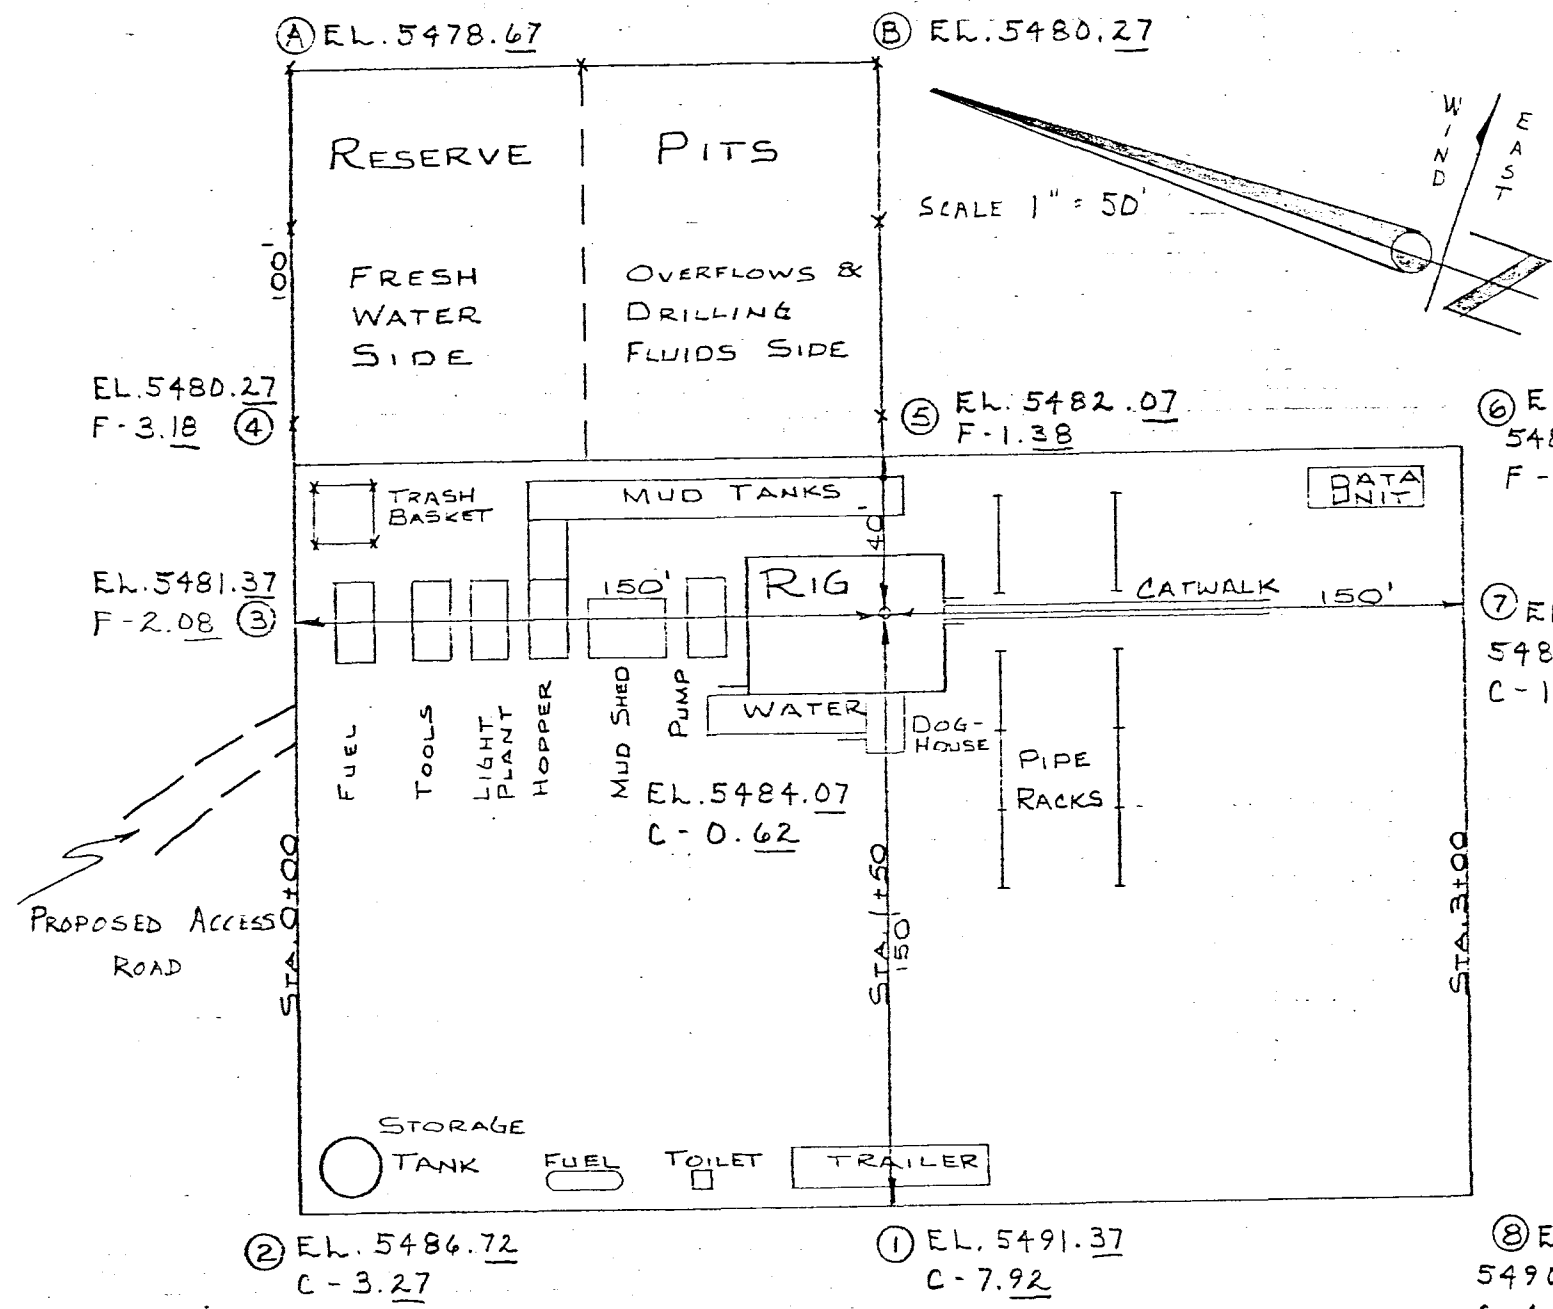 Ⓐ EL. 5478.67
Ⓑ EL. 5480.27
WIND
EAST
RESERVE PITS
SCALE 1" = 50'
100'
FRESH
WATER
SIDE
OVERFLOWS &
DRILLING
FLUIDS SIDE
EL. 5480.27
F-3.18 ④
⑤ EL. 5482.07
F-1.38
⑥ E
548
F-
TRASH
BASKET
MUD TANKS
DATA
UNIT
40'
EL. 5481.37
F-2.08 ③
150'
RIG
CATWALK
150'
⑦ EL
548
C-1
FUEL
TOOLS
LIGHT
PLANT
HOPPER
MUD SHED
PUMP
WATER
DOG-
HOUSE
PIPE
RACKS
EL. 5484.07
C-0.62
PROPOSED ACCESS
ROAD
STA. 0+00
STA. 1+50
150'
STA. 3+00
STORAGE
TANK
FUEL
TOILET
TRAILER
② EL. 5486.72
C-3.27
① EL. 5491.37
C-7.92
⑧ E
5490